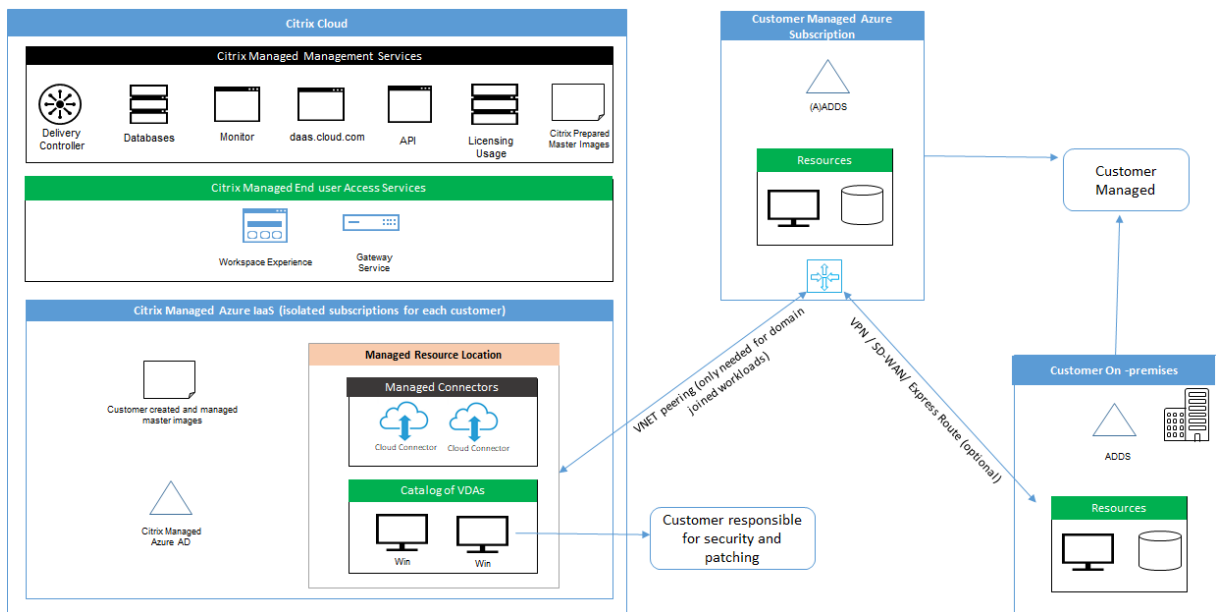 Citrix Cloud
Citrix Managed Management Services
Delivery
Controller
Databases
Monitor
daas.cloud.com
API
Licensing
Usage
Citrix Prepared
Master Images
Citrix Managed End user Access Services
Workspace Experience
Gateway
Service
Citrix Managed Azure IaaS (isolated subscriptions for each customer)
Customer created and managed
master images
Citrix Managed
Azure AD
Managed Resource Location
Managed Connectors
Cloud Connector
Cloud Connector
Catalog of VDAs
Win
Win
Customer responsible
for security and
patching
VNET peering (only needed for domain
joined workloads)
Customer Managed Azure
Subscription
(A)ADDS
Resources
VPN / SD-WAN/ Express Route (optional)
Customer
Managed
Customer On -premises
ADDS
Resources